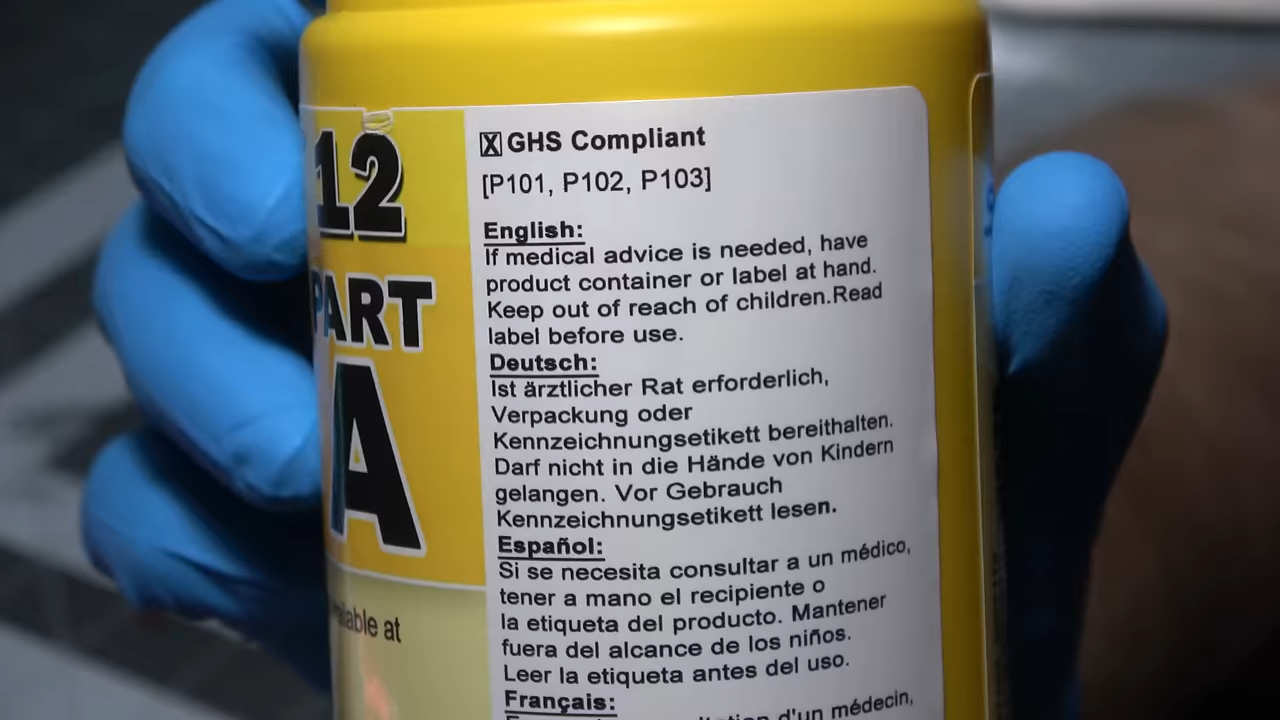 12
PART
A
at
☒ GHS Compliant
[P101, P102, P103]
English:
If medical advice is needed, have
product container or label at hand.
Keep out of reach of children.Read
label before use.
Deutsch:
Ist ärztlicher Rat erforderlich,
Verpackung oder
Kennzeichnungsetikett bereithalten.
Darf nicht in die Hände von Kindern
gelangen. Vor Gebrauch
Kennzeichnungsetikett lesen.
Español:
Si se necesita consultar a un médico,
tener a mano el recipiente o
la etiqueta del producto. Mantener
fuera del alcance de los niños.
Leer la etiqueta antes del uso.
Français:
d'un médecin,